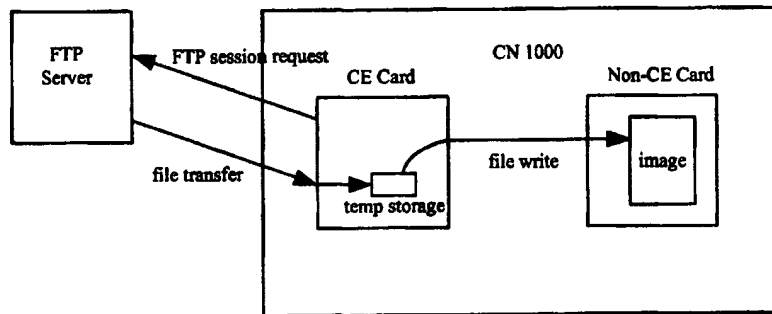 FTP
Server
FTP session request
CN 1000
CE Card
Non-CE Card
file transfer
temp storage
file write
image